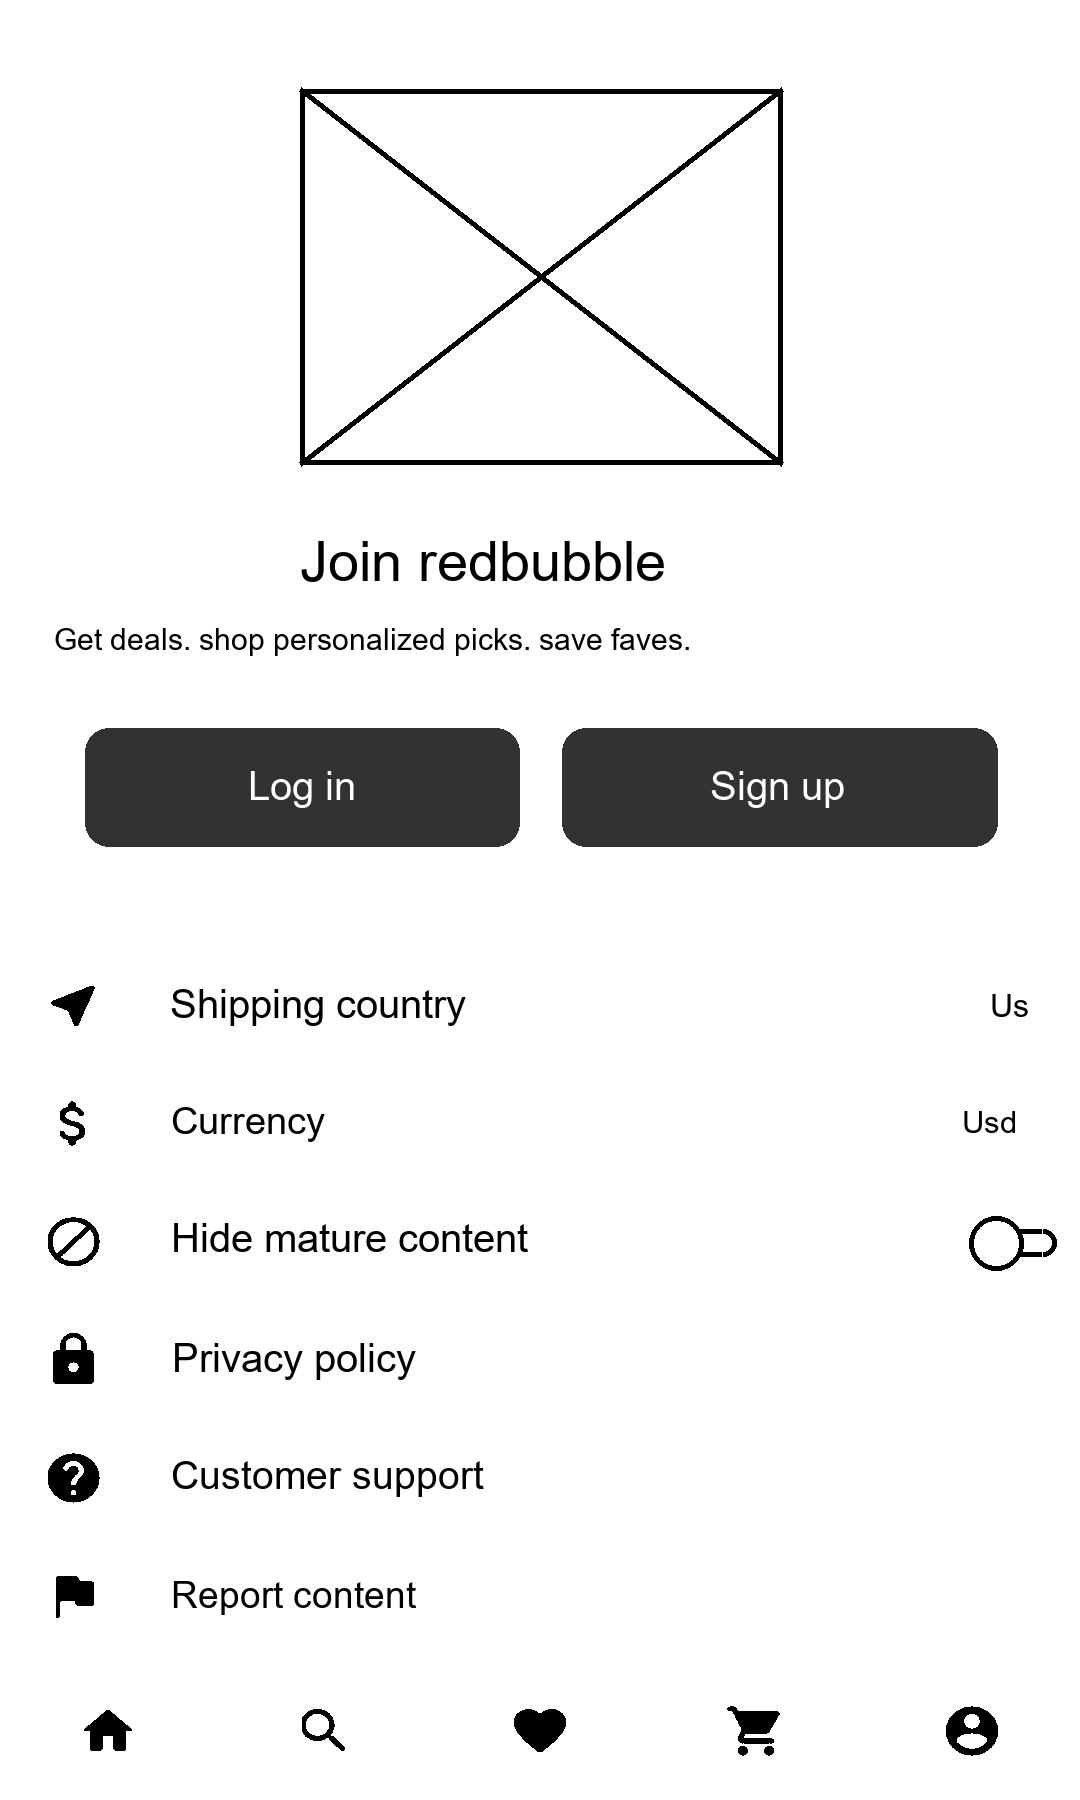 Join redbubble
Get deals. shop personalized picks. save faves.
Log in
Sign up
Shipping country
Us
Currency
Usd
Hide mature content
Privacy policy
Customer support
Report content